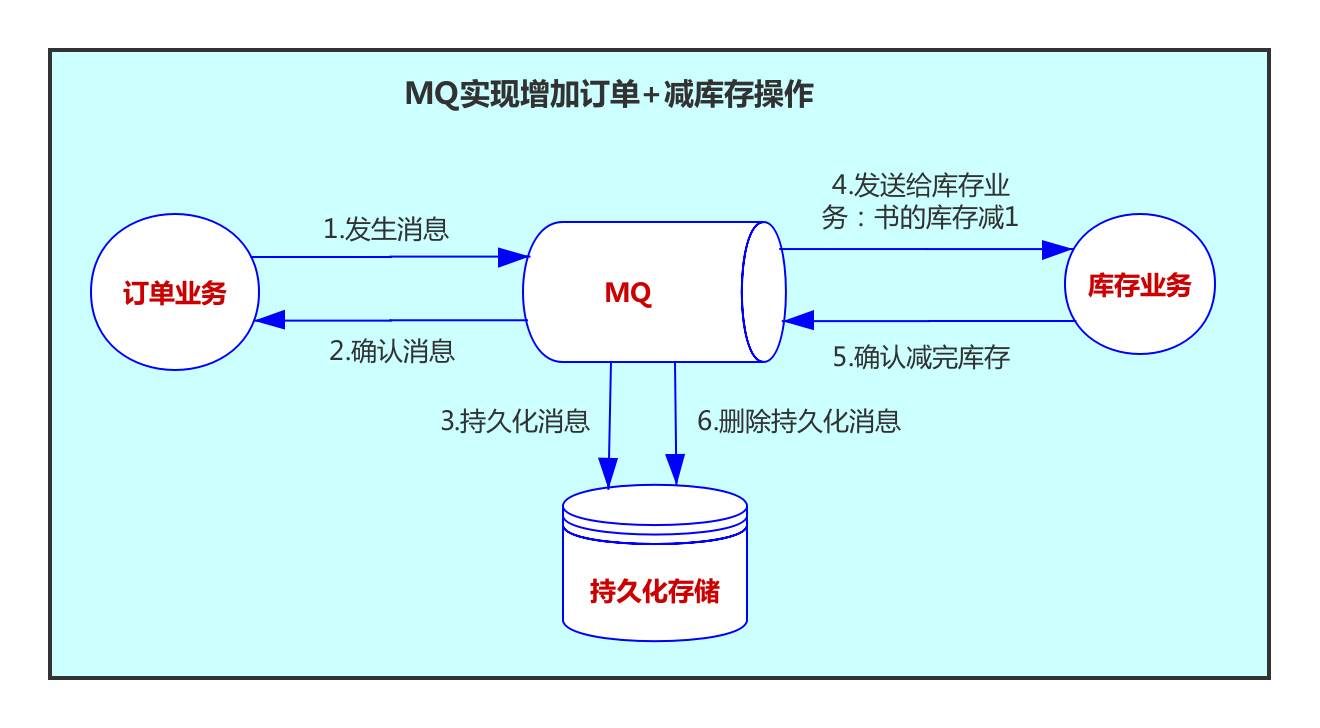 MQ实现增加订单+减库存操作
4.发送给库存业
务：书的库存减1
1.发生消息
订单业务
MQ
库存业务
2.确认消息
5.确认减完库存
3.持久化消息
6.删除持久化消息
持久化存储